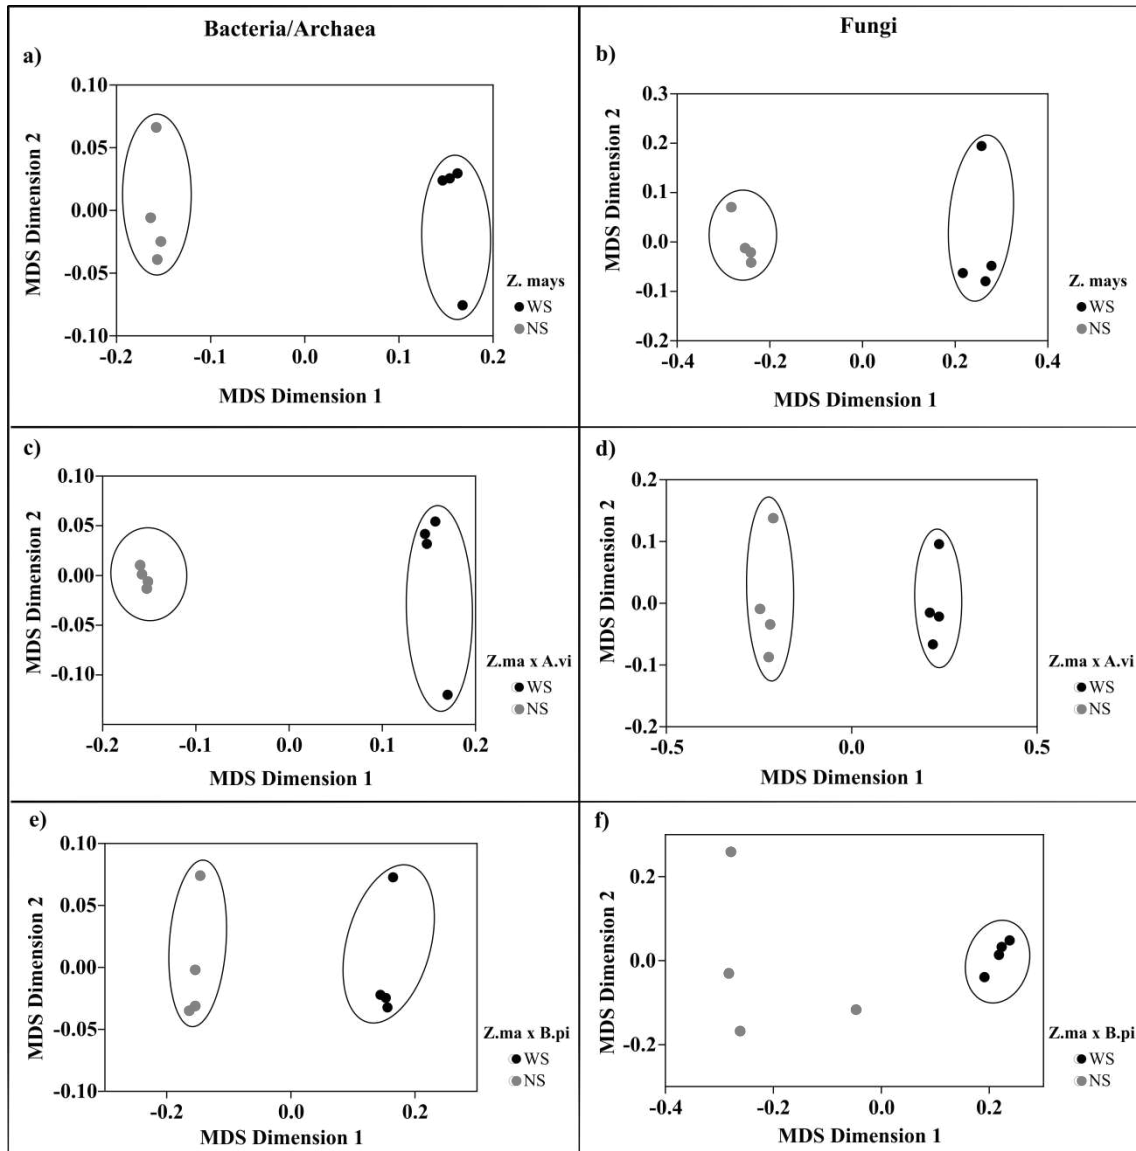 Bacteria/Archaea
Fungi
a)
0.10
0.05
0.00
-0.05
-0.10
MDS Dimension 2
-0.2
-0.1
0.0
0.1
0.2
MDS Dimension 1
b)
0.3
0.2
0.1
0.0
-0.1
-0.2
MDS Dimension 2
-0.4
-0.2
0.0
0.2
0.4
MDS Dimension 1
Z. mays
WS
NS
Z. mays
WS
NS
c)
0.10
0.05
0.00
-0.05
-0.10
MDS Dimension 2
-0.2
-0.1
0.0
0.1
0.2
MDS Dimension 1
Z.ma x A.vi
WS
NS
d)
0.2
0.1
0.0
-0.1
-0.2
MDS Dimension 2
-0.5
0.0
0.5
MDS Dimension 1
Z.ma x A.vi
WS
NS
e)
0.10
0.05
0.00
-0.05
-0.10
MDS Dimension 2
-0.2
0.0
0.2
MDS Dimension 1
Z.ma x B.pi
WS
NS
f)
0.2
0.0
-0.2
MDS Dimension 2
-0.4
-0.2
0.0
0.2
MDS Dimension 1
Z.ma x B.pi
WS
NS